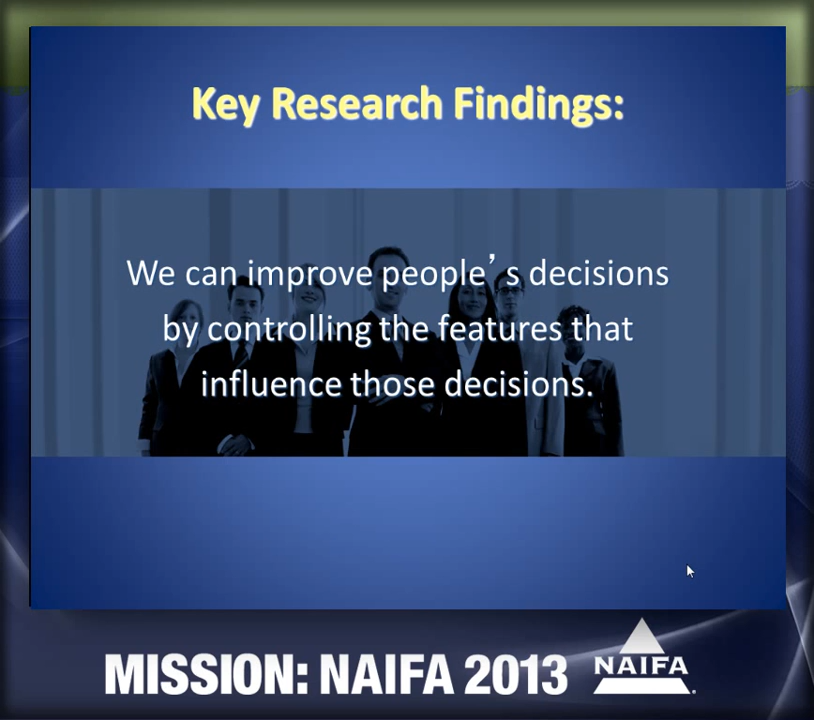 Key Research Findings:
We can improve people’s decisions
by controlling the features that
influence those decisions.
MISSION: NAIFA 2013
NAIFA